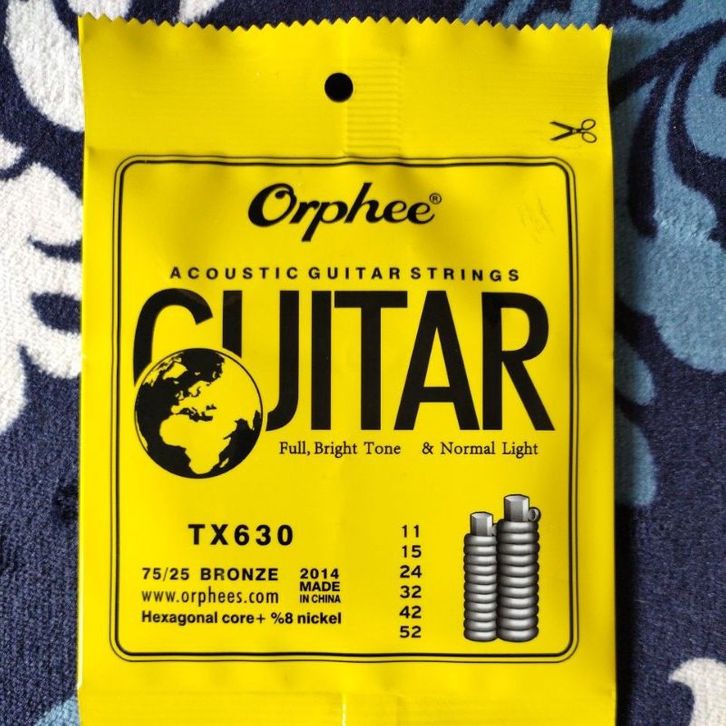 Orphee®
ACOUSTIC GUITAR STRINGS
GUITAR
Full, Bright Tone & Normal Light
TX630
75/25 BRONZE
www.orphees.com
2014
MADE
IN CHINA
Hexagonal core+ %8 nickel
11
15
24
32
42
52